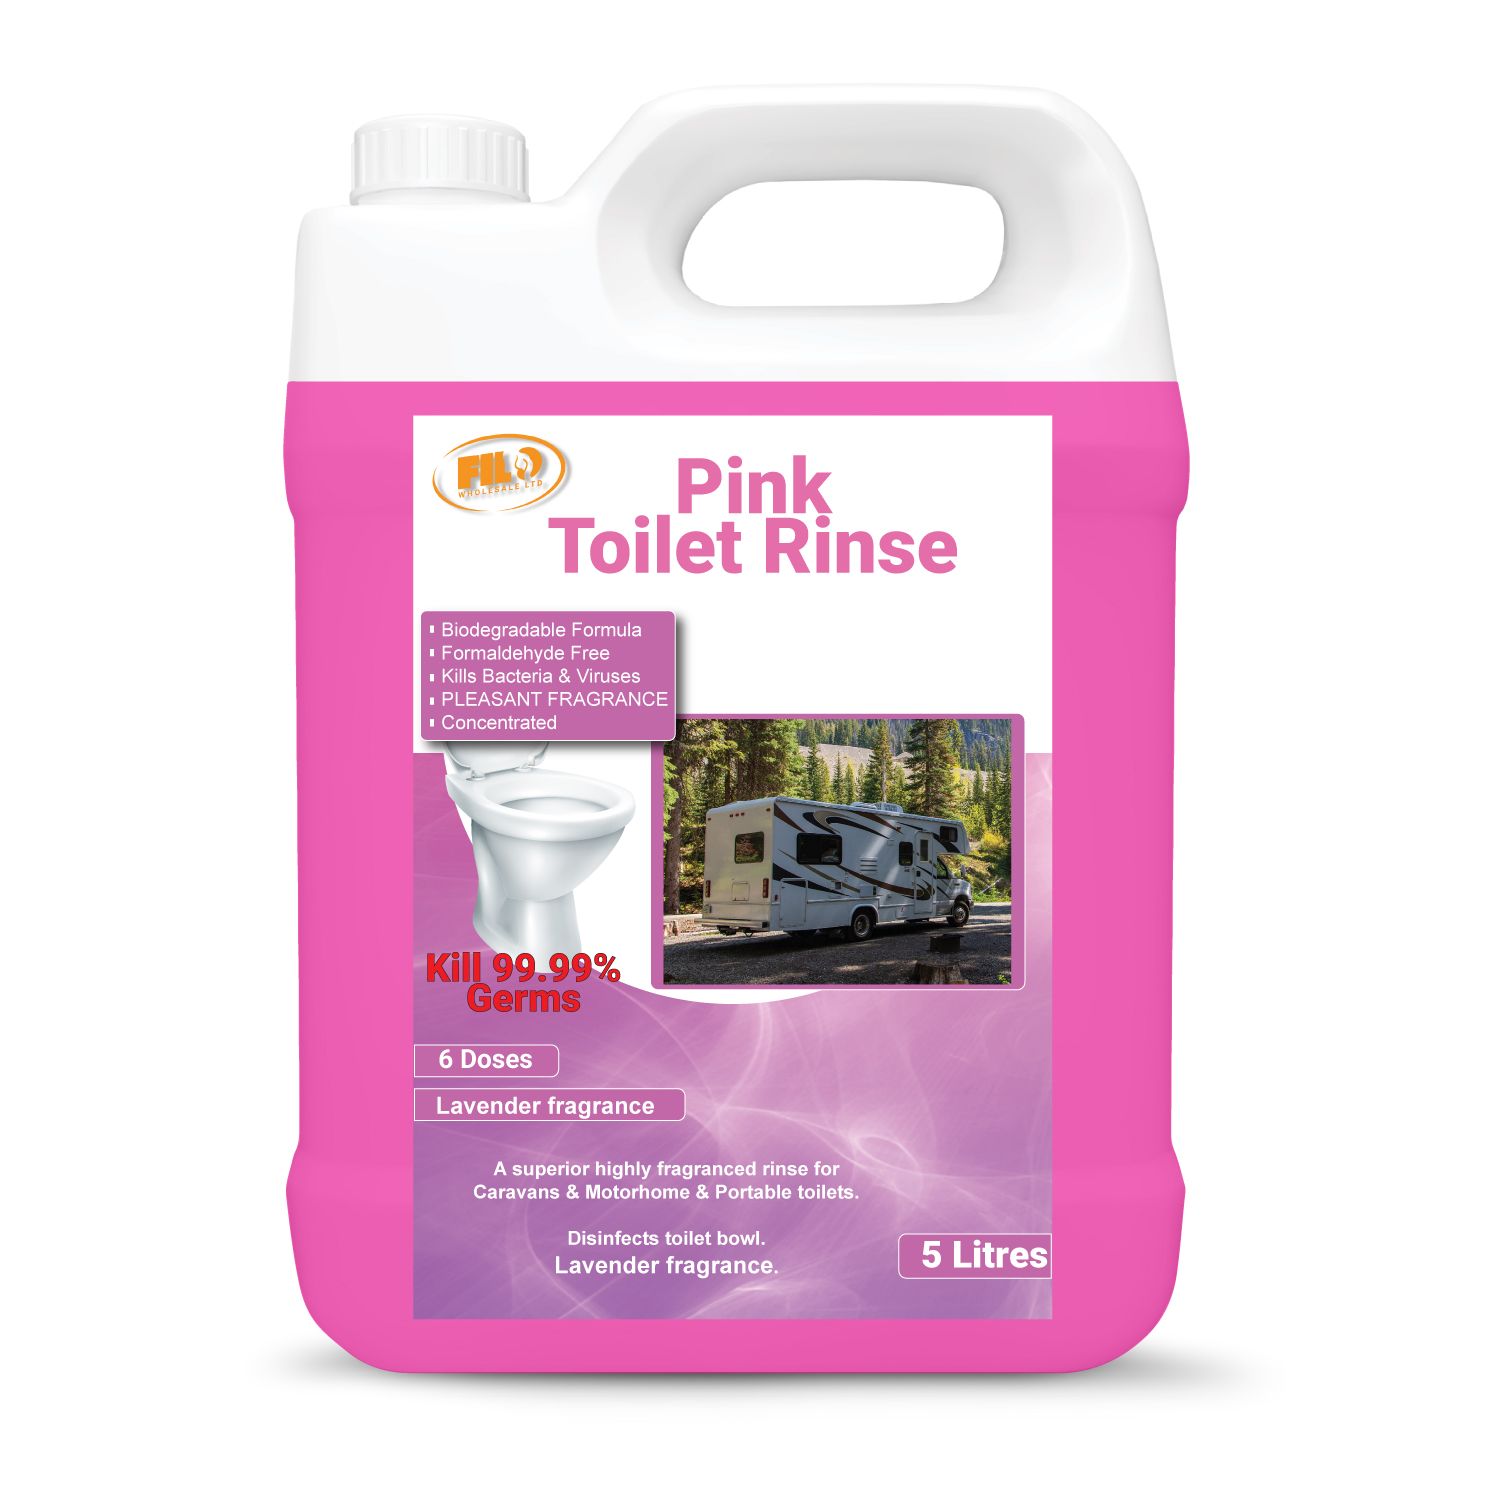 FILO
WHOLESALE LTD
Pink
Toilet Rinse
Biodegradable Formula
Formaldehyde Free
Kills Bacteria & Viruses
PLEASANT FRAGRANCE
Concentrated
Kill 99.99%
Germs
6 Doses
Lavender fragrance
A superior highly fragranced rinse for
Caravans & Motorhome & Portable toilets.
Disinfects toilet bowl.
Lavender fragrance.
5 Litres